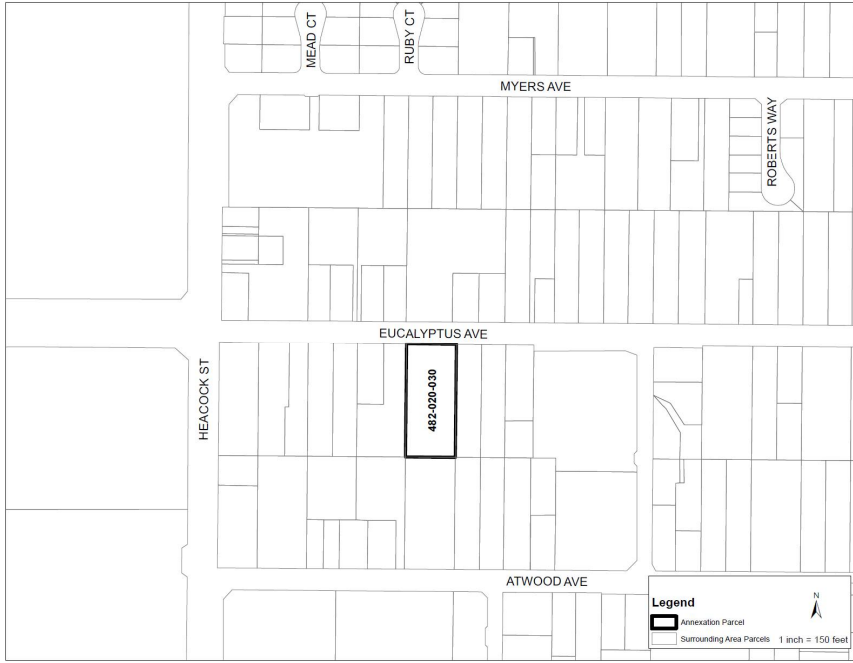 MEAD CT
RUBY CT
MYERS AVE
ROBERTS WAY
EUCALYPTUS AVE
HEACOCK ST
482-020-030
ATWOOD AVE
Legend
N
Annexation Parcel
Surrounding Area Parcels
1 inch = 150 feet